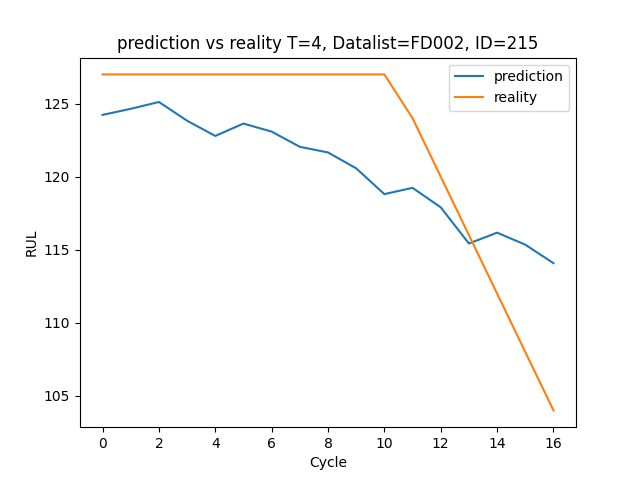 prediction vs reality T=4, Datalist=FD002, ID=215
prediction
reality
125
120
115
110
105
RUL
0 2 4 6 8 10 12 14 16
Cycle